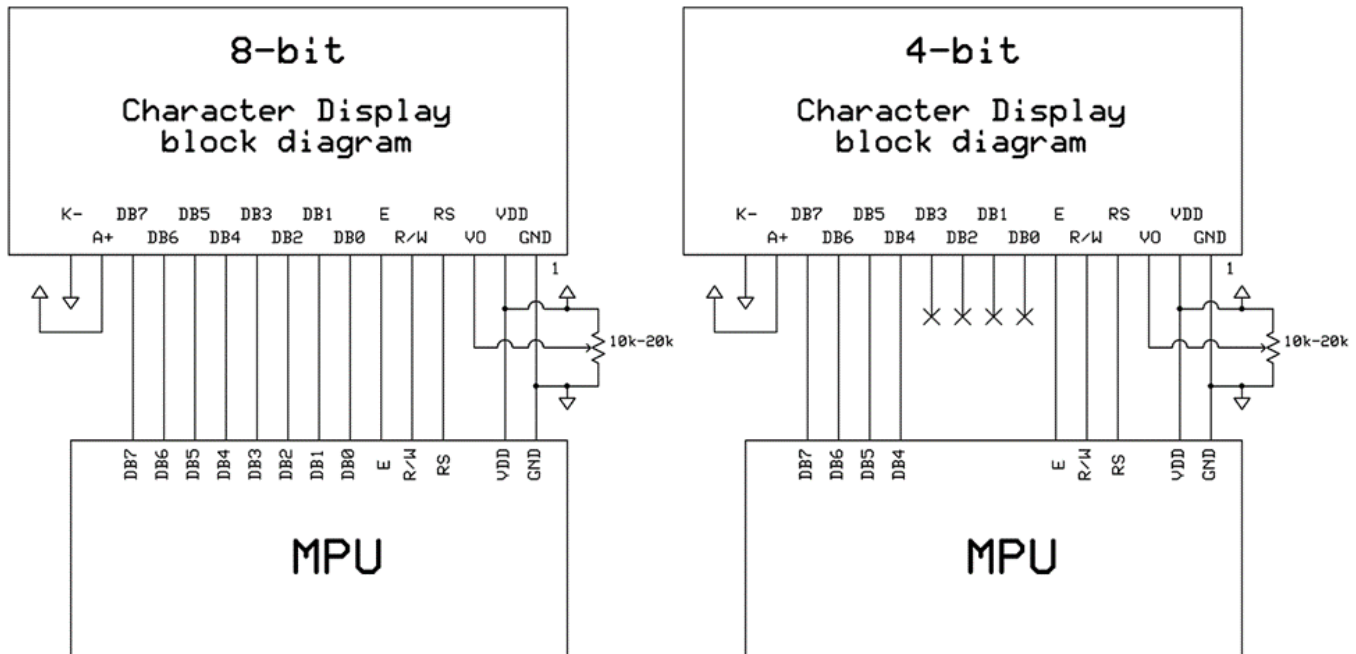 8-bit
Character Display
block diagram
K- DB7 DB5 DB3 DB1 E RS VDD
A+ DB6 DB4 DB2 DB0 R/W VO GND
1
10k-20k
DB7 DB6 DB5 DB4 DB3 DB2 DB1 DB0 E R/W RS VDD GND
MPU
4-bit
Character Display
block diagram
K- DB7 DB5 DB3 DB1 E RS VDD
A+ DB6 DB4 DB2 DB0 R/W VO GND
1
10k-20k
DB7 DB6 DB5 DB4 E R/W RS VDD GND
MPU